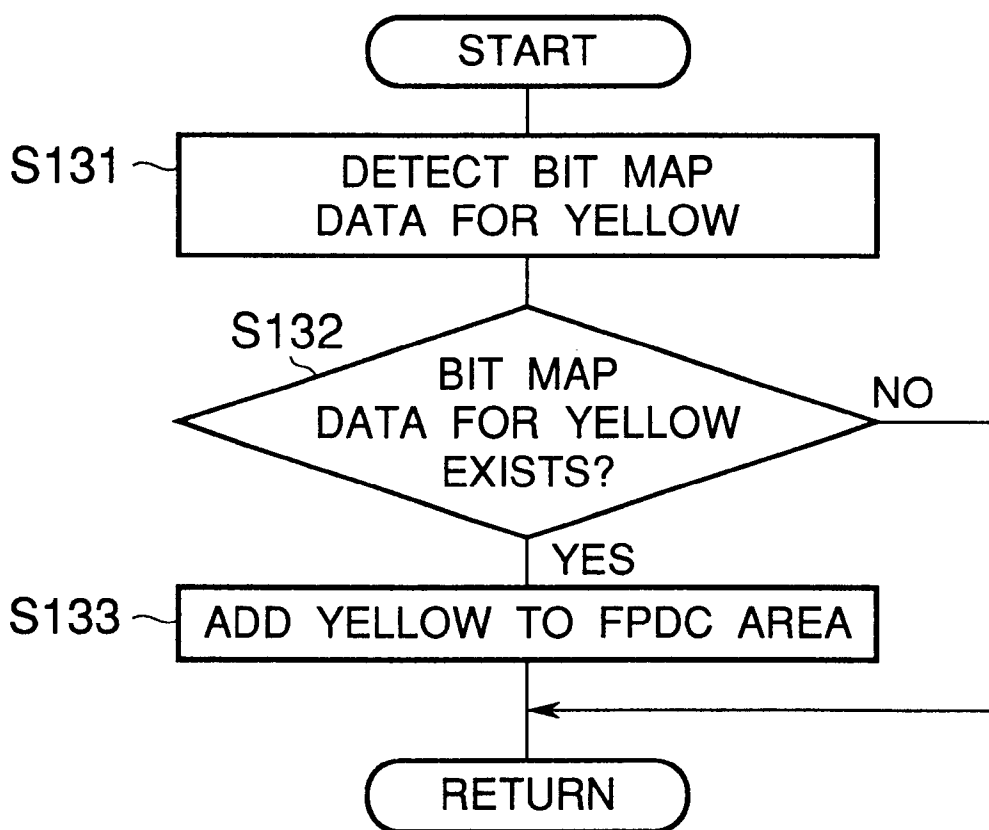 START
S131
DETECT BIT MAP
DATA FOR YELLOW
S132
BIT MAP
DATA FOR YELLOW
EXISTS?
NO
YES
S133
ADD YELLOW TO FPDC AREA
RETURN